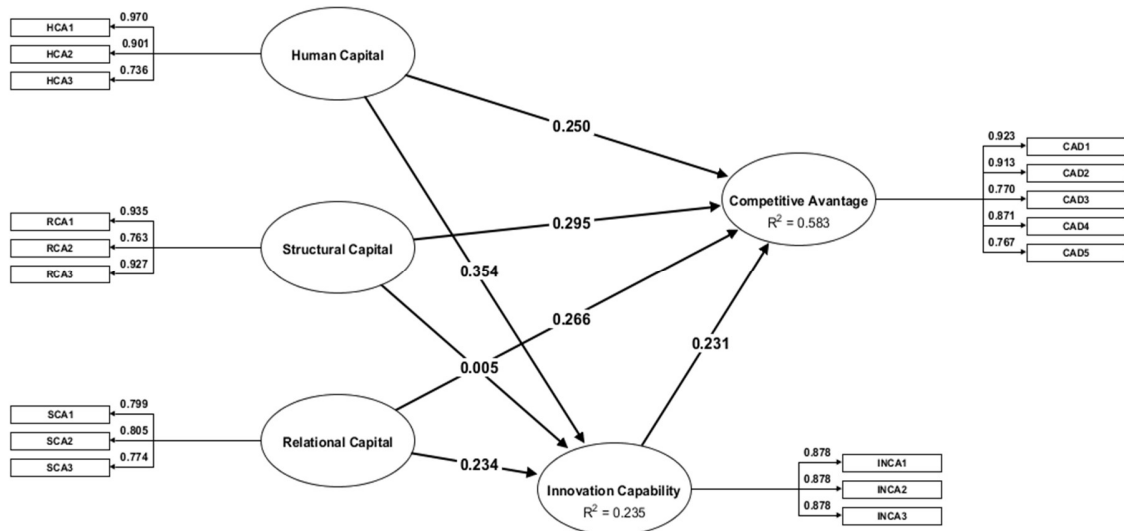 HCA1
0.970
HCA2
0.901
HCA3
0.736
Human Capital
0.250
RCA1
0.935
RCA2
0.763
RCA3
0.927
Structural Capital
0.295
0.354
SCA1
0.799
SCA2
0.805
SCA3
0.774
Relational Capital
0.266
0.005
0.234
0.231
Competitive Avantage
R² = 0.583
0.923
CAD1
0.913
CAD2
0.770
CAD3
0.871
CAD4
0.767
CAD5
Innovation Capability
R² = 0.235
0.878
INCA1
0.878
INCA2
0.878
INCA3